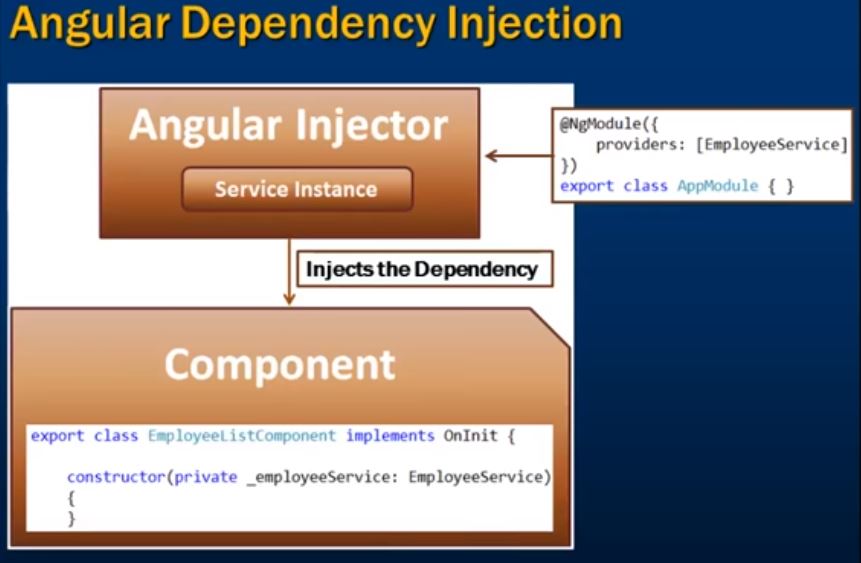 Angular Dependency Injection
Angular Injector
Service Instance
@NgModule({
    providers: [EmployeeService]
})
export class AppModule { }
Injects the Dependency
Component
export class EmployeeListComponent implements OnInit {
    constructor(private _employeeService: EmployeeService)
    {
    }